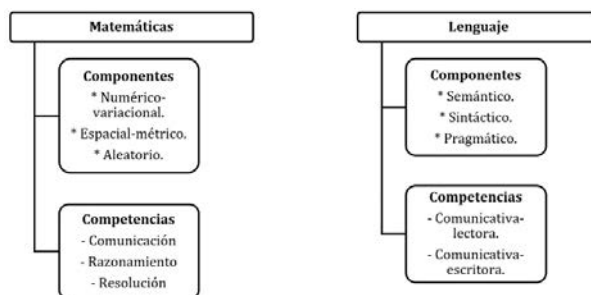 Matemáticas
Componentes
* Numérico-
variacional.
* Espacial-métrico.
* Aleatorio.
Competencias
- Comunicación
- Razonamiento
- Resolución
Lenguaje
Componentes
* Semántico.
* Sintáctico.
* Pragmático.
Competencias
- Comunicativa-
lectora.
- Comunicativa-
escritora.